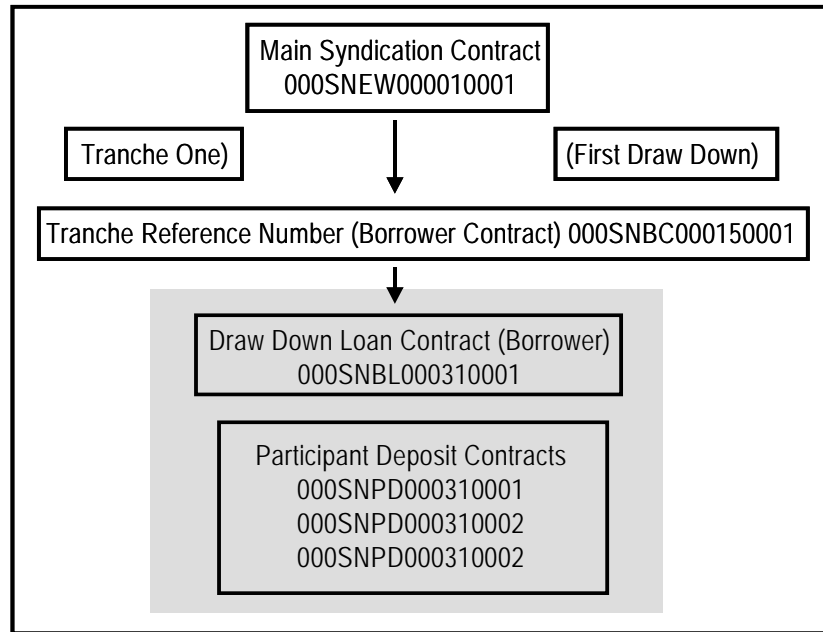 Main Syndication Contract
000SNEW000010001
Tranche One)
(First Draw Down)
Tranche Reference Number (Borrower Contract) 000SNBC000150001
Draw Down Loan Contract (Borrower)
000SNBL000310001
Participant Deposit Contracts
000SNPD000310001
000SNPD000310002
000SNPD000310002